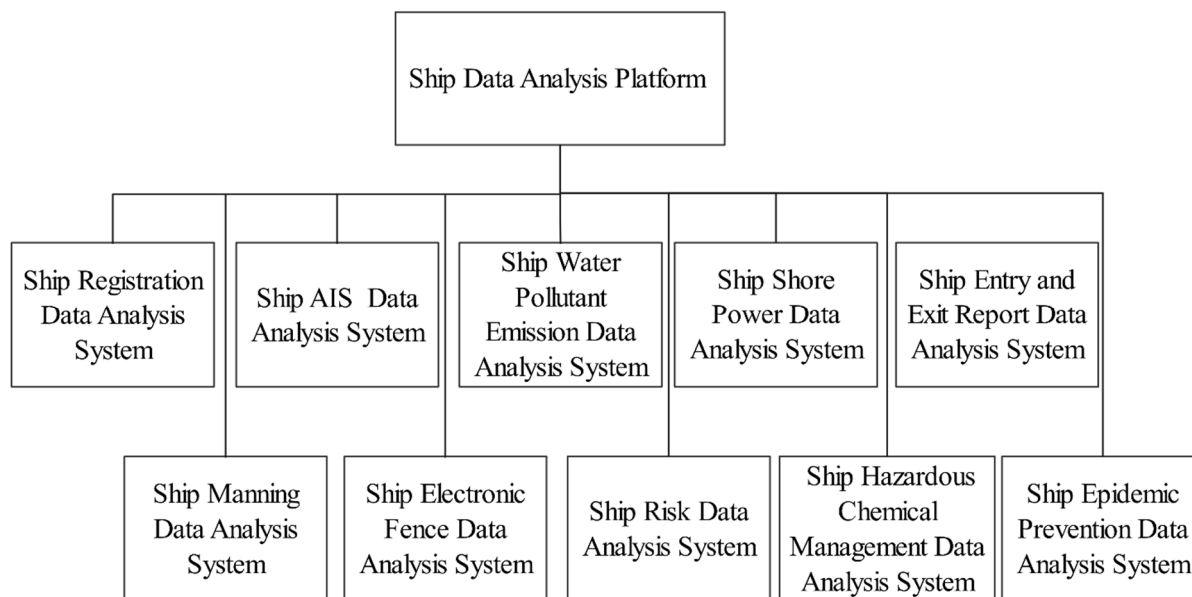 Ship Data Analysis Platform
Ship Registration
Data Analysis
System
Ship AIS Data
Analysis System
Ship Water
Pollutant
Emission Data
Analysis System
Ship Shore
Power Data
Analysis System
Ship Entry and
Exit Report Data
Analysis System
Ship Manning
Data Analysis
System
Ship Electronic
Fence Data
Analysis System
Ship Risk Data
Analysis System
Ship Hazardous
Chemical
Management Data
Analysis System
Ship Epidemic
Prevention Data
Analysis System